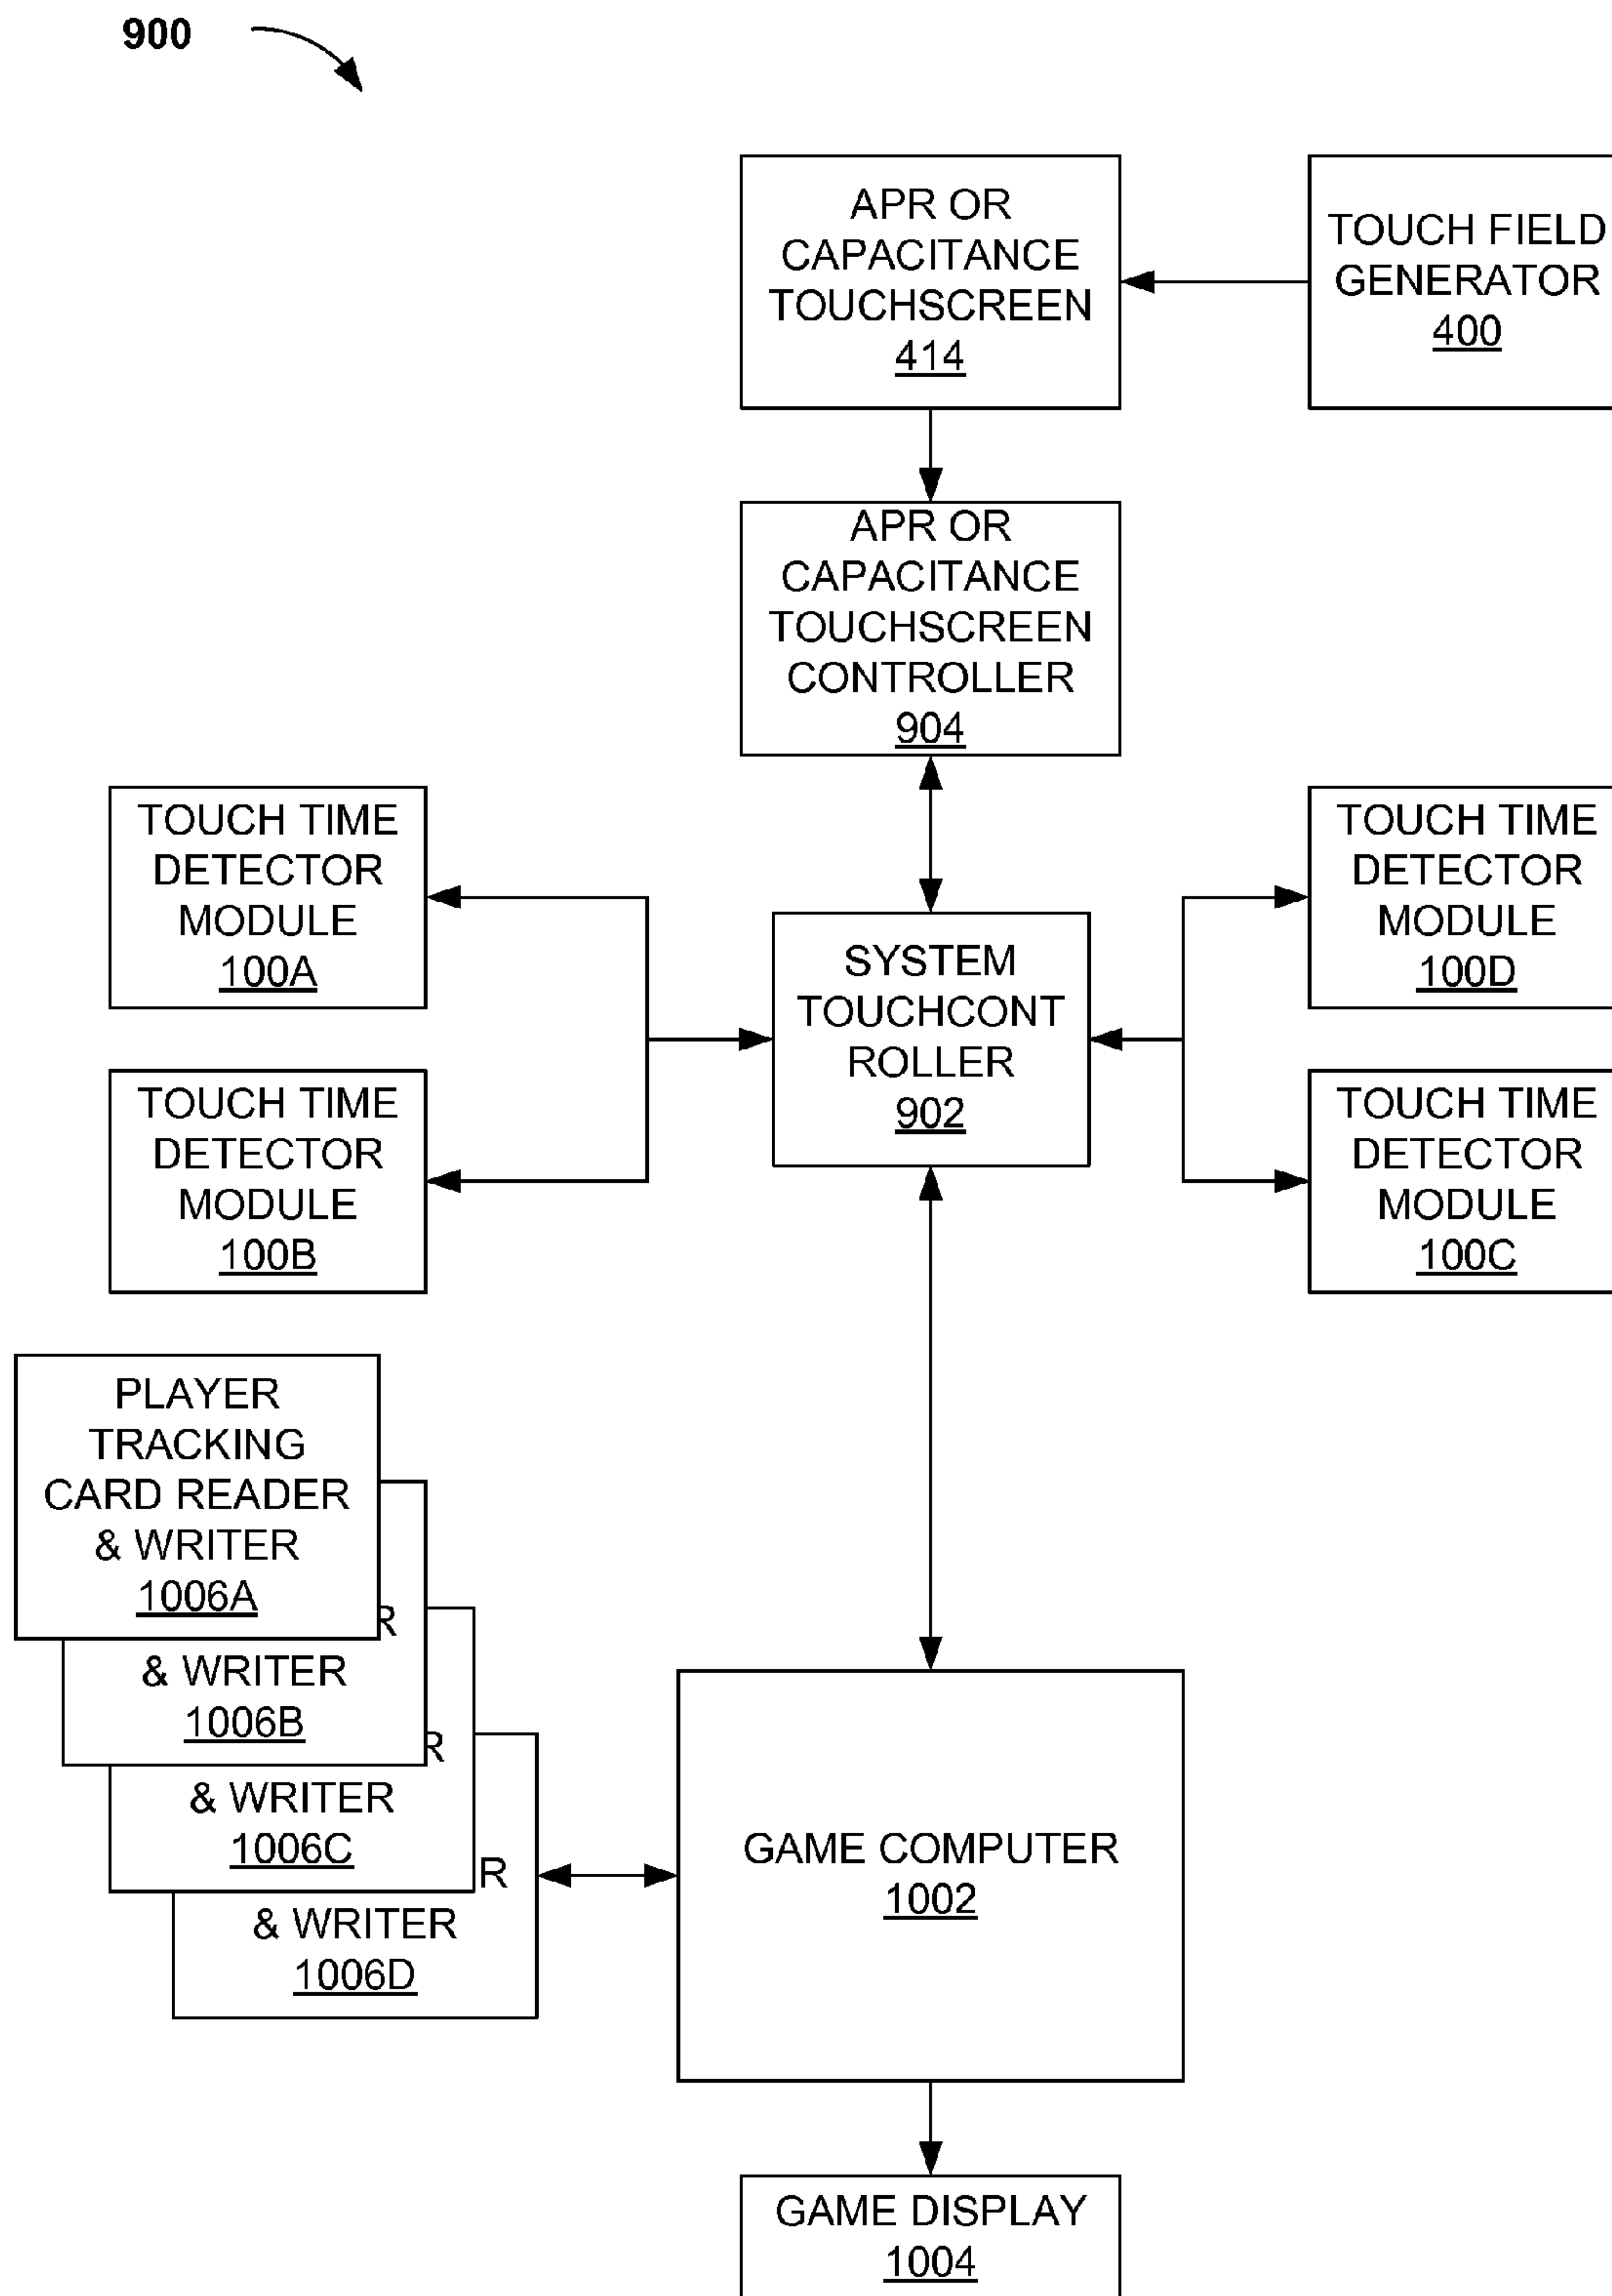 900
APR OR
CAPACITANCE
TOUCHSCREEN
414
TOUCH FIELD
GENERATOR
400
APR OR
CAPACITANCE
TOUCHSCREEN
CONTROLLER
904
TOUCH TIME
DETECTOR
MODULE
100A
SYSTEM
TOUCHCONT
ROLLER
902
TOUCH TIME
DETECTOR
MODULE
100D
TOUCH TIME
DETECTOR
MODULE
100B
TOUCH TIME
DETECTOR
MODULE
100C
PLAYER
TRACKING
CARD READER
& WRITER
1006A
R
& WRITER
1006B
R
& WRITER
1006C
R
& WRITER
1006D
GAME COMPUTER
1002
GAME DISPLAY
1004